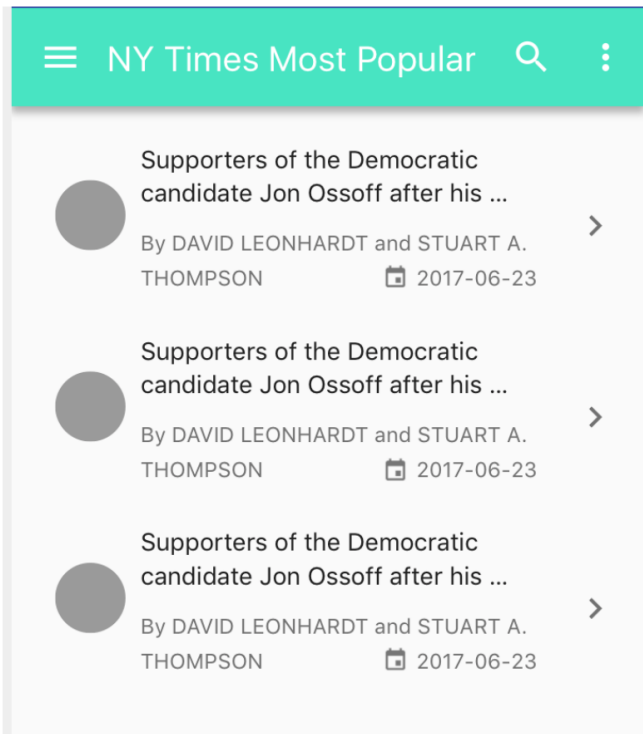 NY Times Most Popular
Supporters of the Democratic
candidate Jon Ossoff after his ...
By DAVID LEONHARDT and STUART A.
THOMPSON 2017-06-23
Supporters of the Democratic
candidate Jon Ossoff after his ...
By DAVID LEONHARDT and STUART A.
THOMPSON 2017-06-23
Supporters of the Democratic
candidate Jon Ossoff after his ...
By DAVID LEONHARDT and STUART A.
THOMPSON 2017-06-23